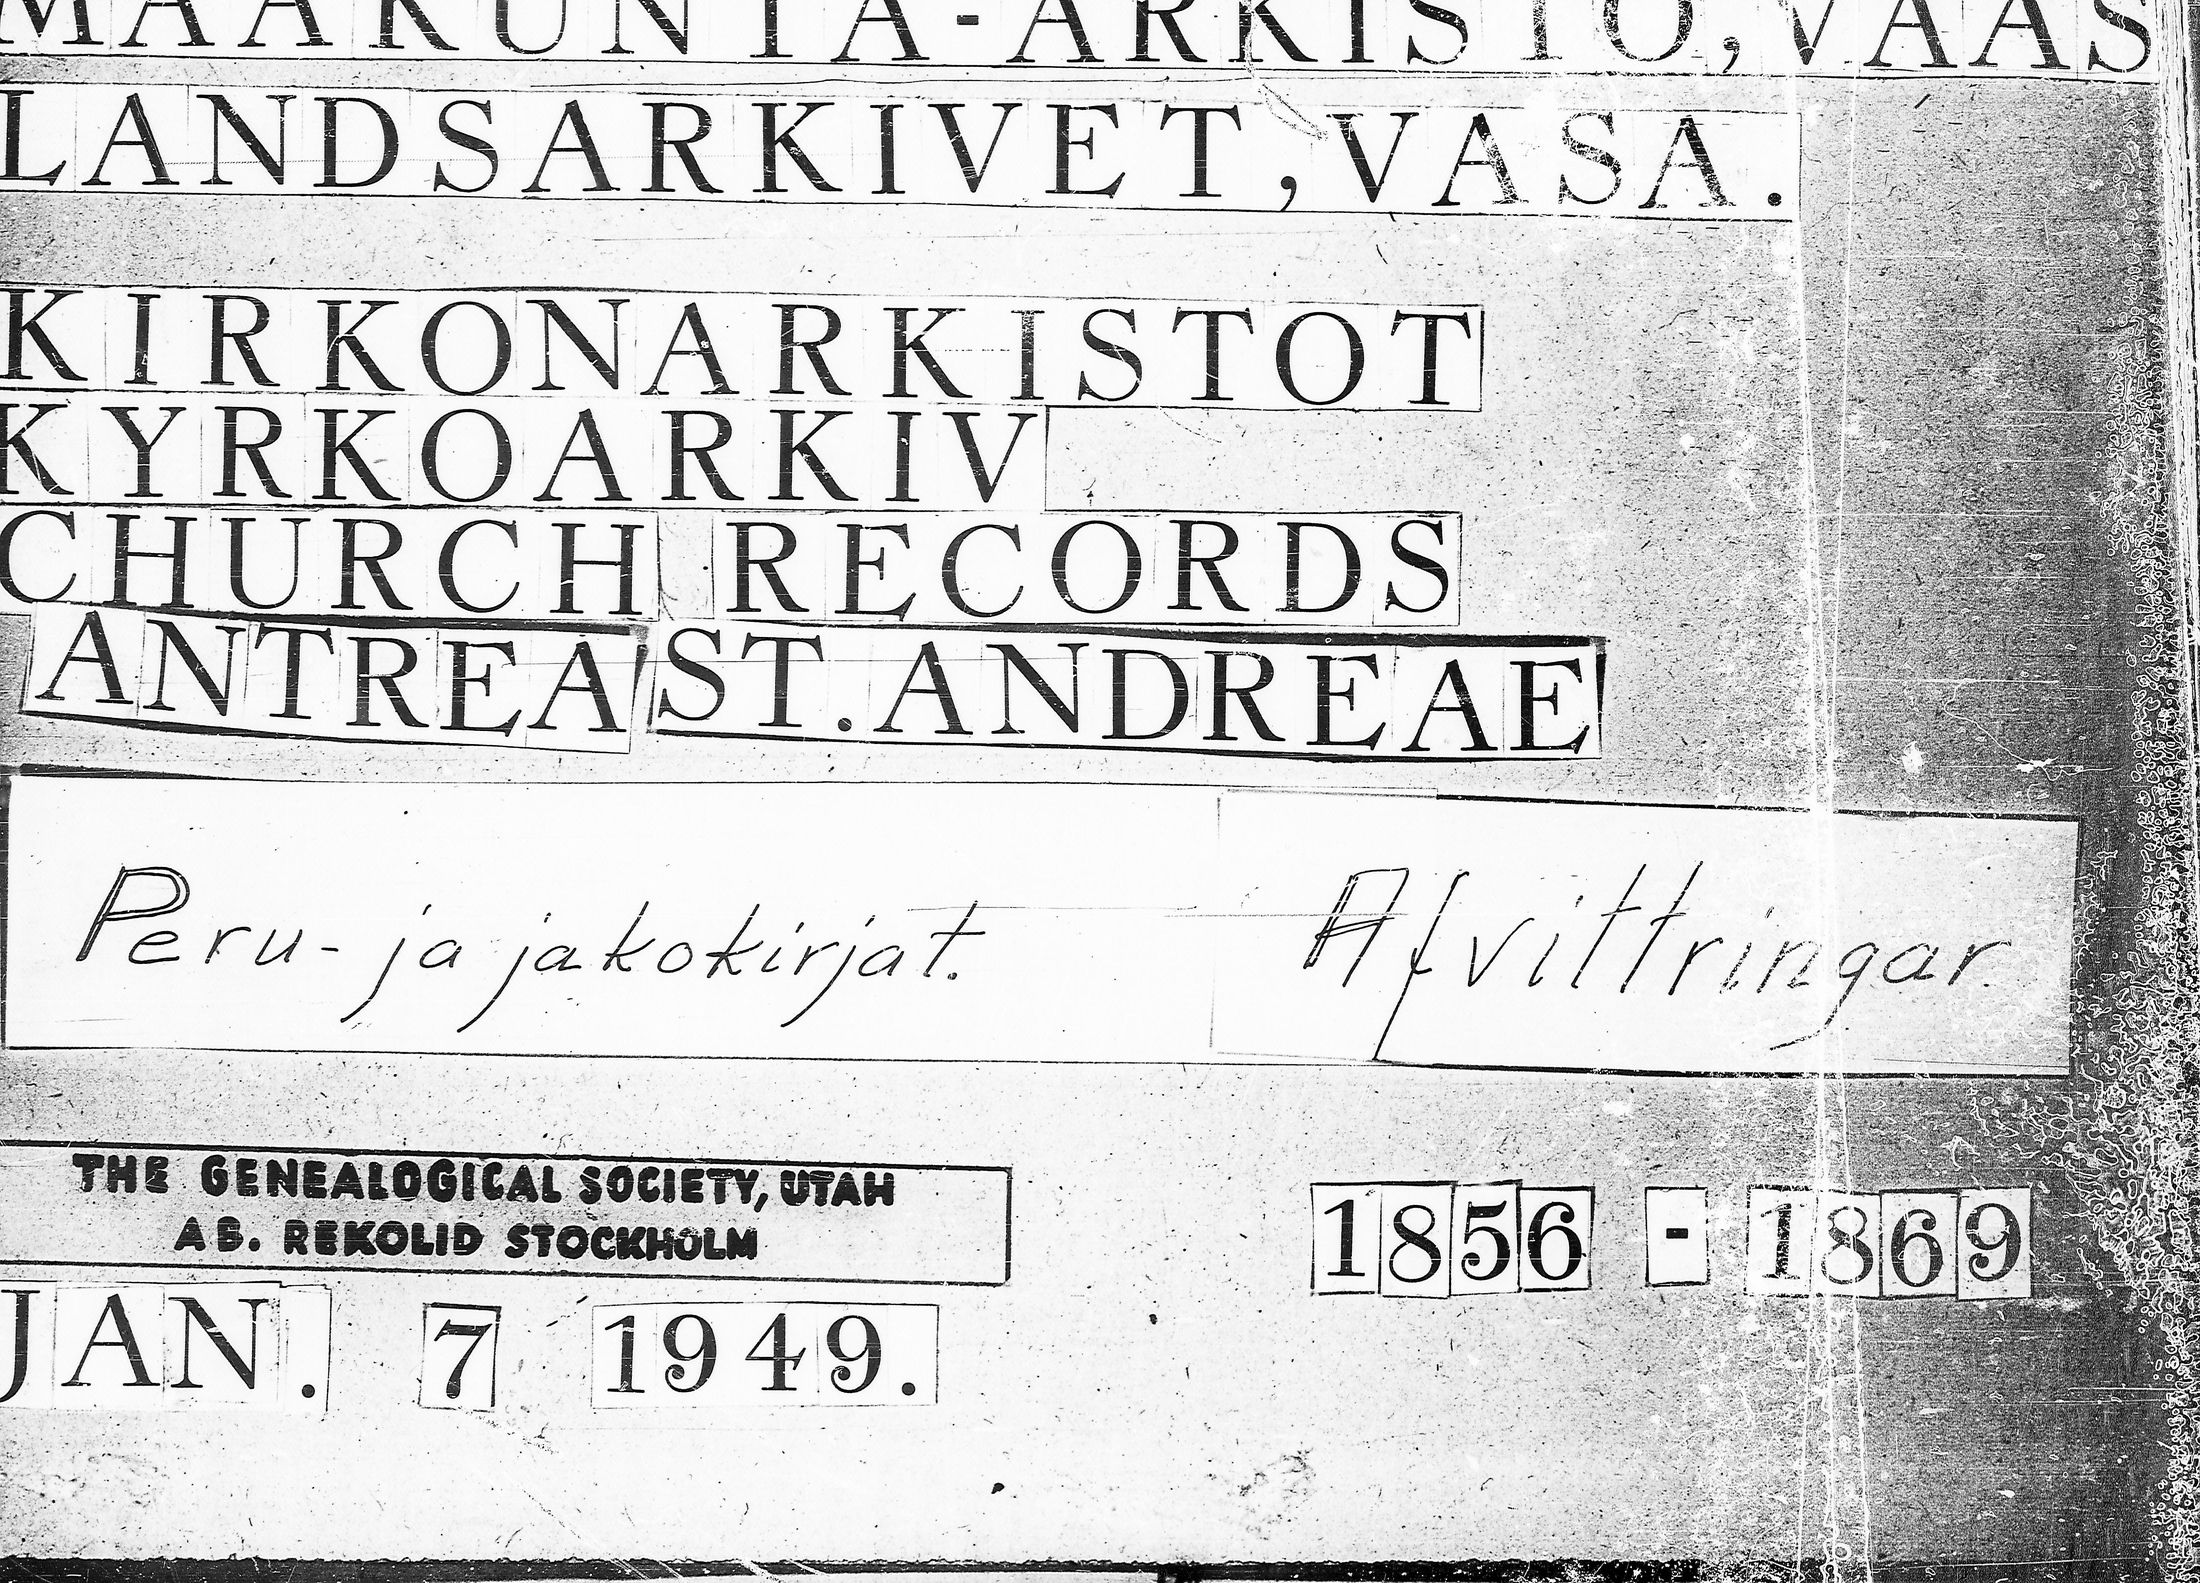 MAAKUNTA-ARKISTO, VAAS
LANDSARKIVET, VASA.
KIRKONARKISTOT
KYRKOARKIV
CHURCH RECORDS
ANTREA ST. ANDREAE
Peru- ja jakokirjat. Afvittringar.
THE GENEALOGICAL SOCIETY, UTAH
AB. REKOLID STOCKHOLM
1856 - 1869
JAN. 7 1949.